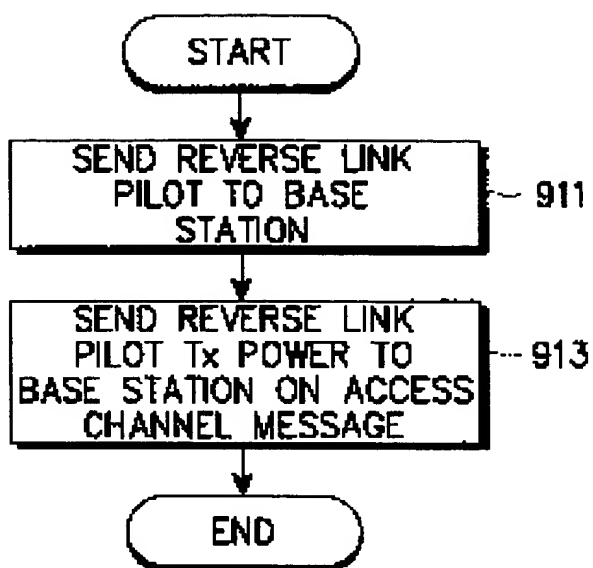 START
SEND REVERSE LINK
PILOT TO BASE
STATION
911
SEND REVERSE LINK
PILOT Tx POWER TO
BASE STATION ON ACCESS
CHANNEL MESSAGE
913
END